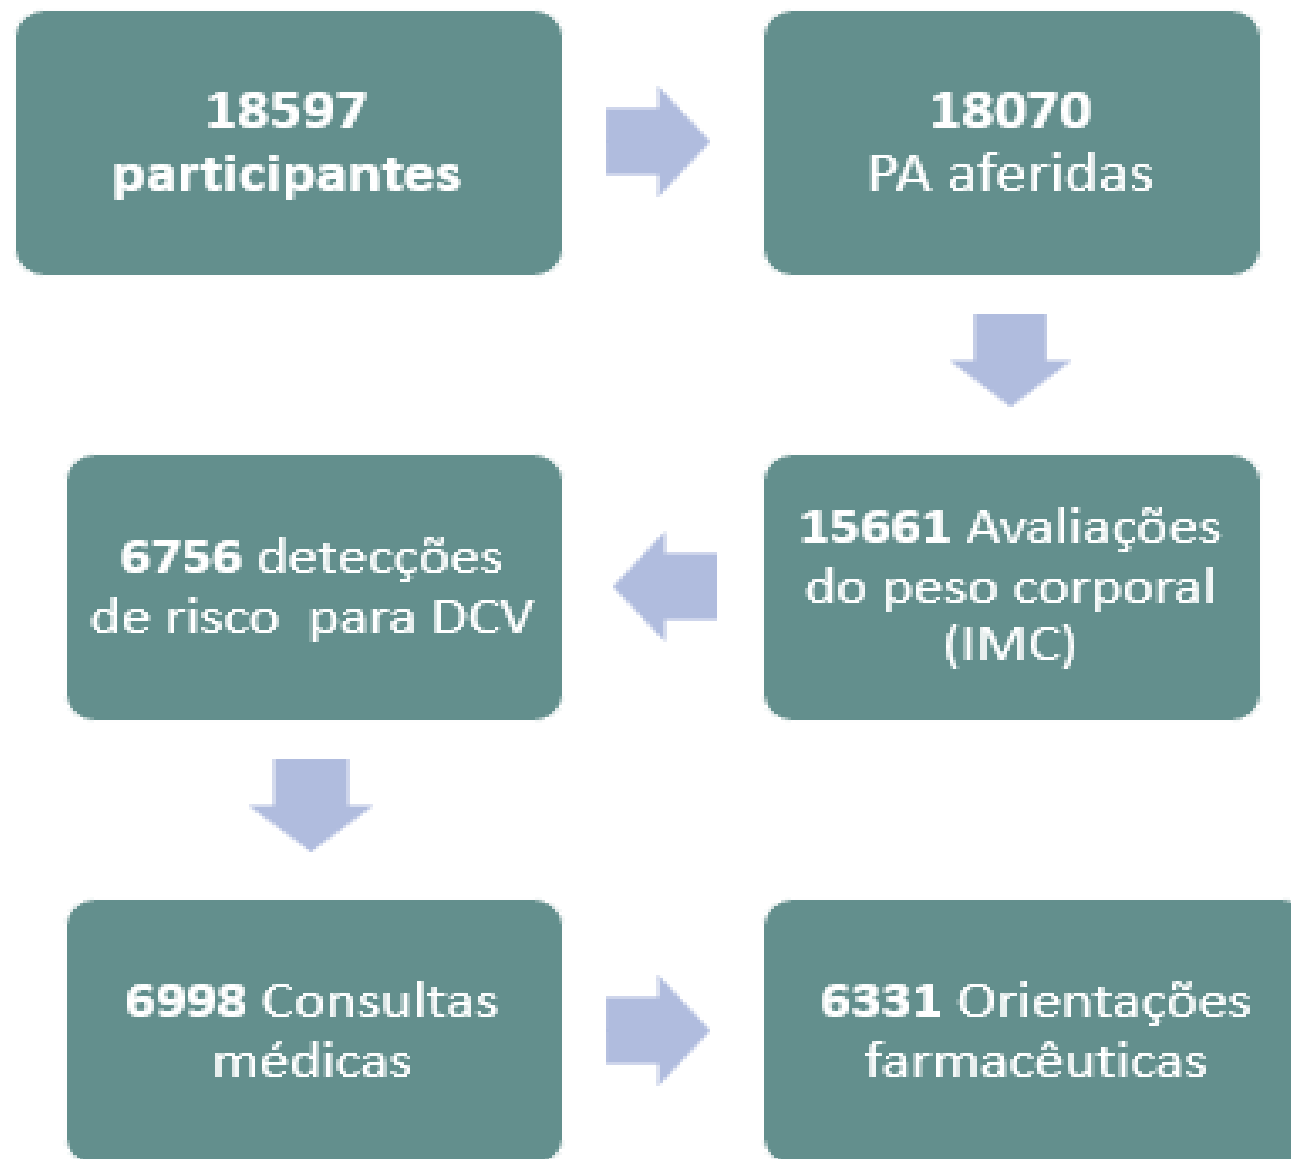 18597
participantes
18070
PA aferidas
15661 Avaliações
do peso corporal
(IMC)
6756 detecções
de risco  para DCV
6998 Consultas
médicas
6331 Orientações
farmacêuticas